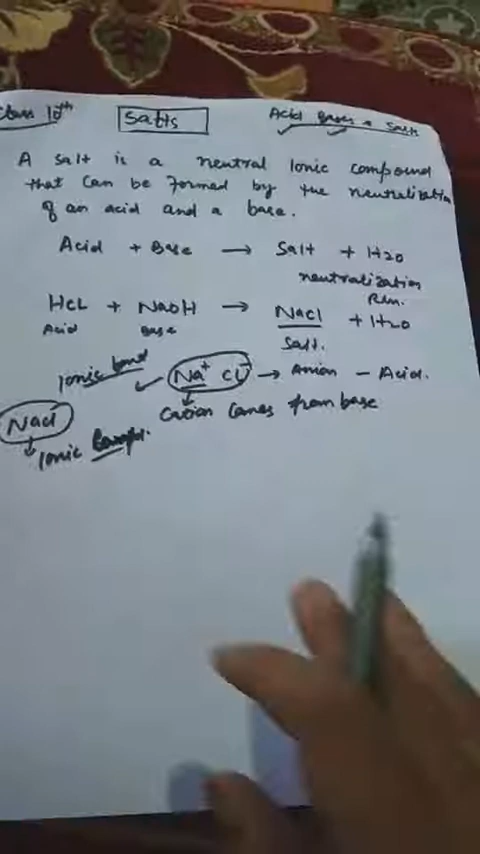 Class 10th
Salts
Acid Bases & Salts
A Salt is a neutral Ionic compound
that can be formed by the neutralization
of an acid and a base.
Acid + Base → Salt + H2O
neutralization
Rxn.
HCL + NaOH → NaCl + H2O
Acid Base Salt.
Ionic bond Na+ Cl- → Anion - Acid.
Cation Comes from base
NaCl
Ionic